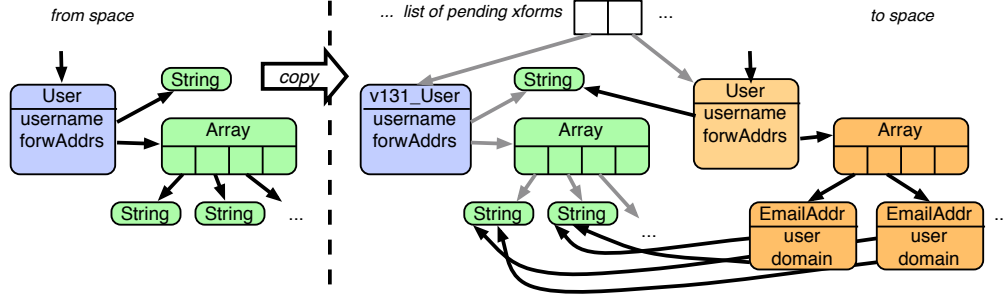 from space
... list of pending xforms
...
to space
String
copy
String
User
username
forwAddrs
v131_User
username
forwAddrs
User
username
forwAddrs
Array
Array
Array
String
String
...
String
String
...
EmailAddr
user
domain
EmailAddr
user
domain
..